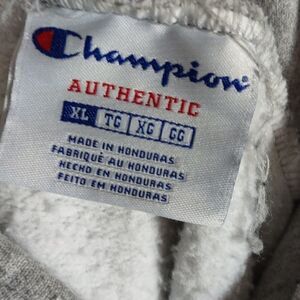 Champion
AUTHENTIC
XL TG XG GG
MADE IN HONDURAS
FABRIQUÉ AU HONDURAS
HECHO EN HONDURAS
FEITO EM HONDURAS